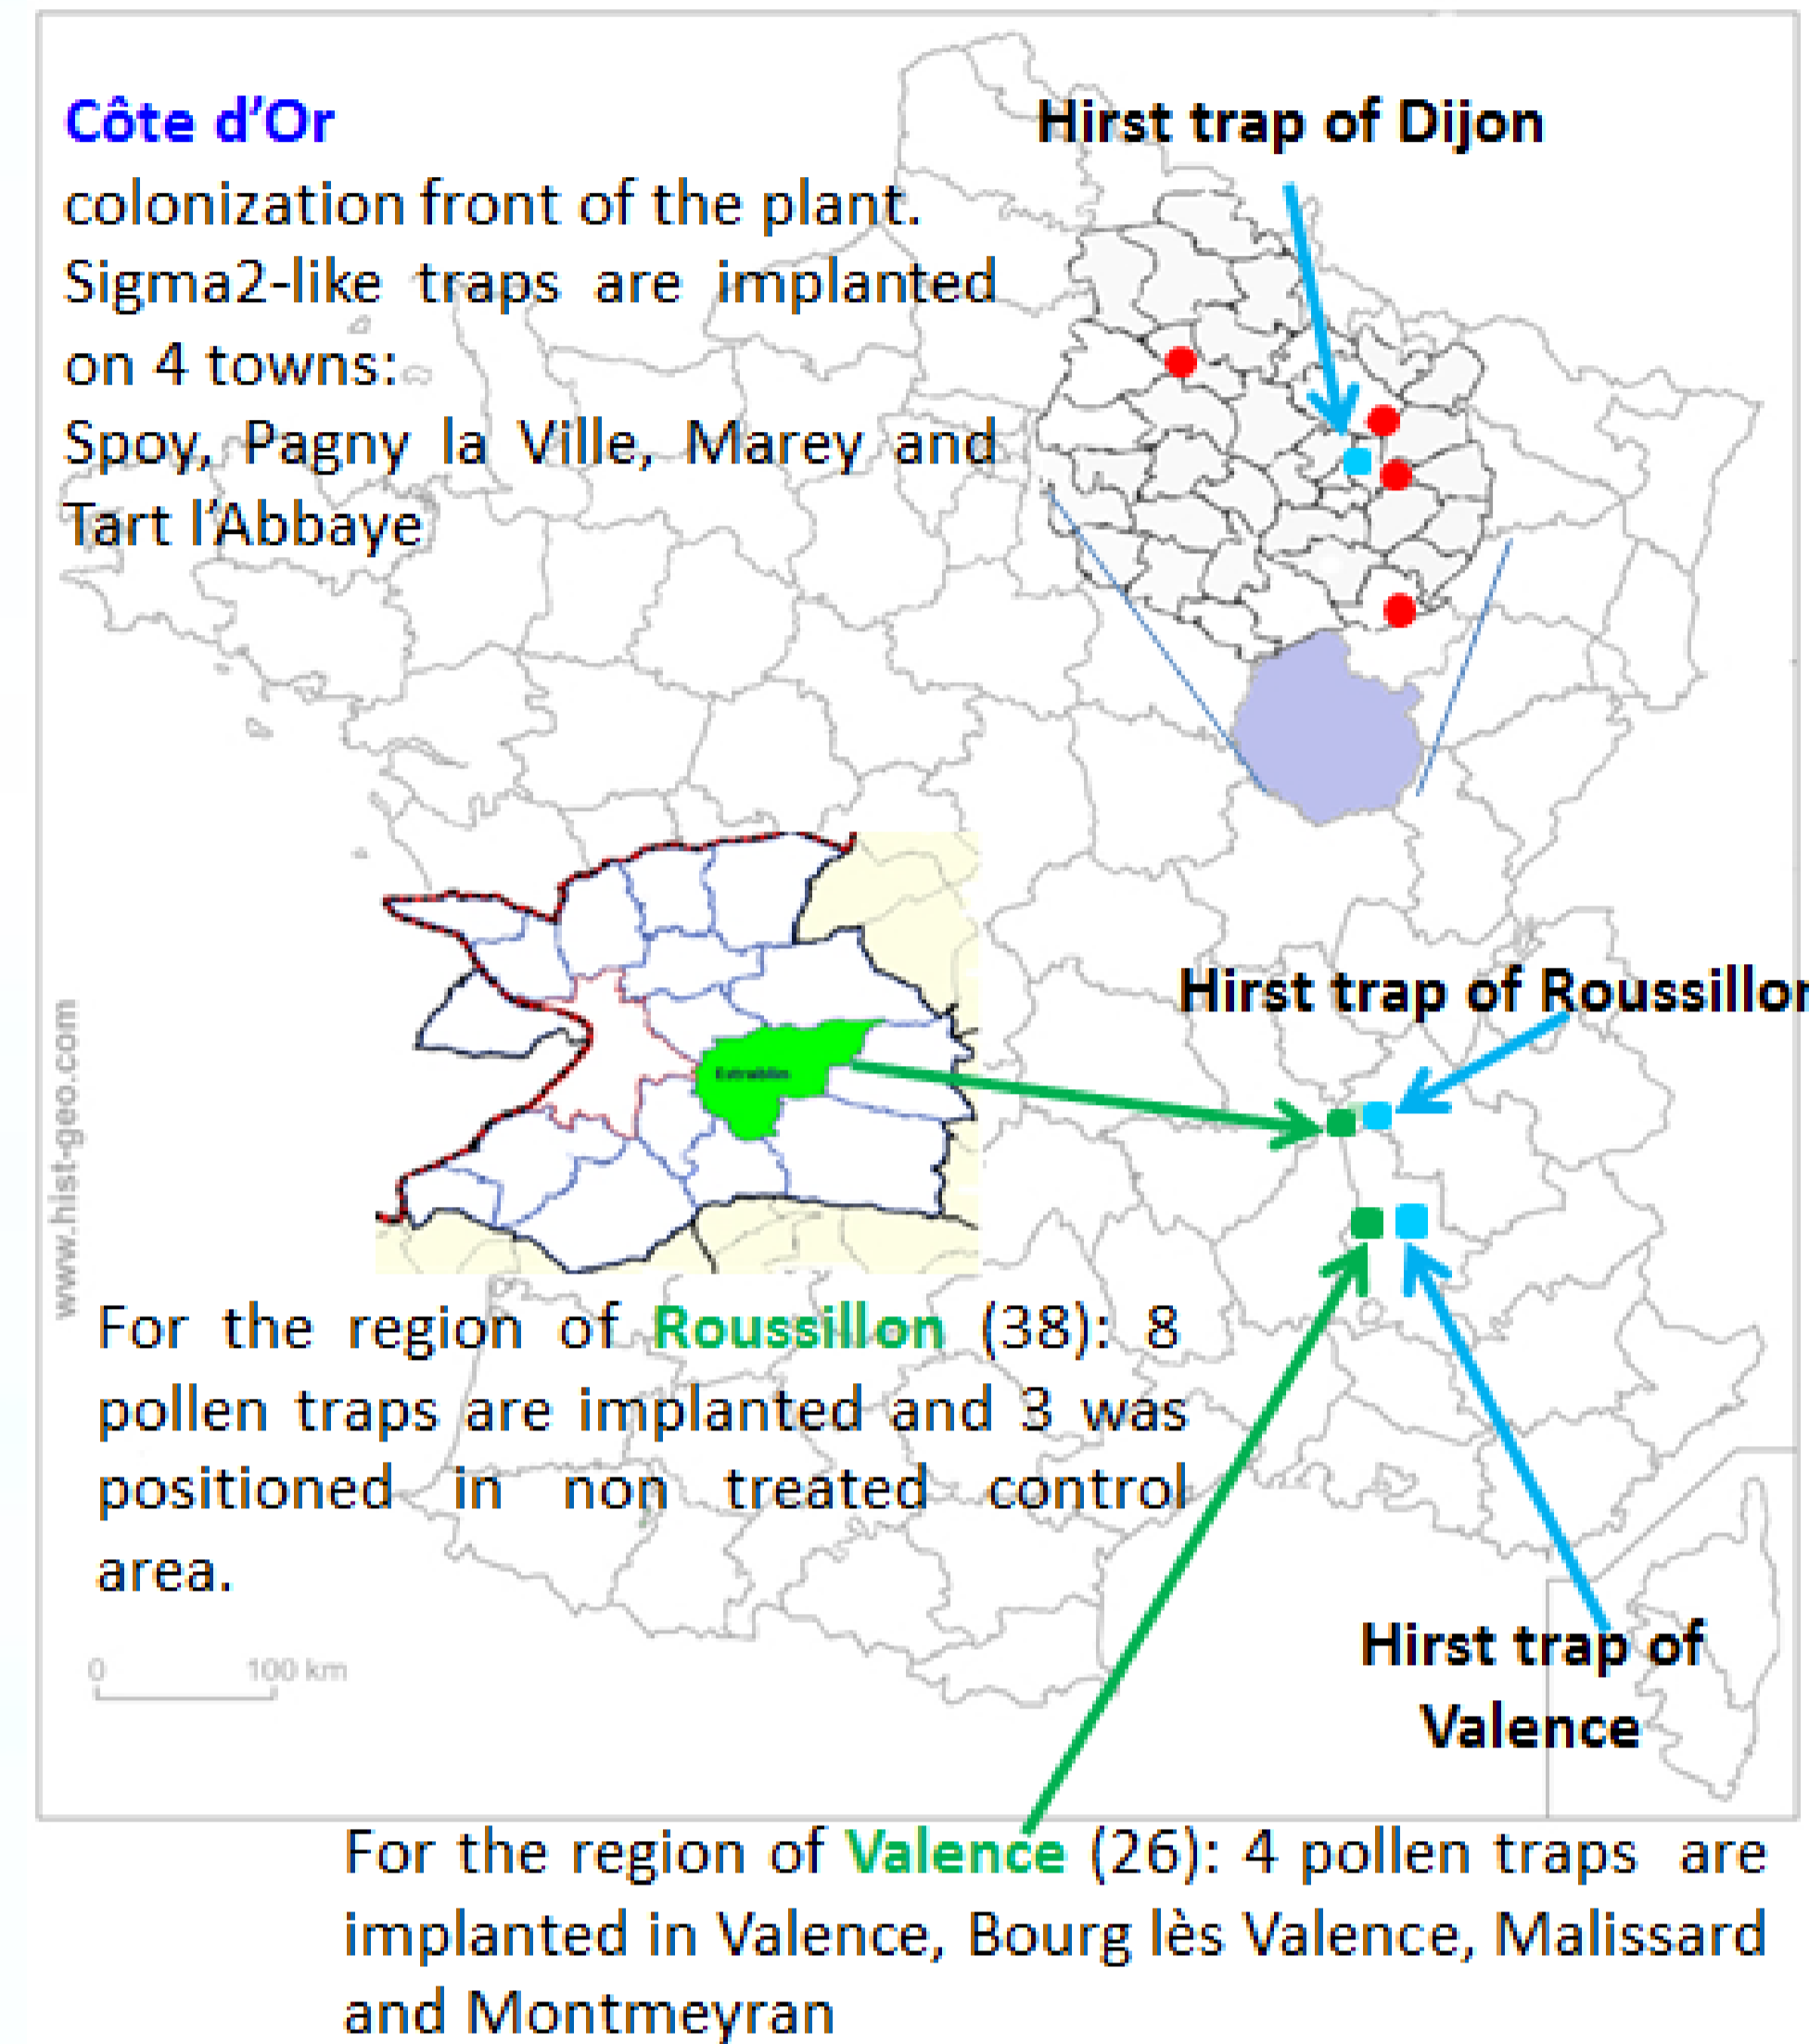 Côte d'Or
colonization front of the plant.
Sigma2-like traps are implanted
on 4 towns:
Spoy, Pagny la Ville, Marey and
Tart l'Abbaye
Hirst trap of Dijon
Hirst trap of Roussillon
www.hist-geo.com
For the region of Roussillon (38): 8
pollen traps are implanted and 3 was
positioned in non treated control
area.
0 100 km
Hirst trap of
Valence
For the region of Valence (26): 4 pollen traps are
implanted in Valence, Bourg lès Valence, Malissard
and Montmeyran